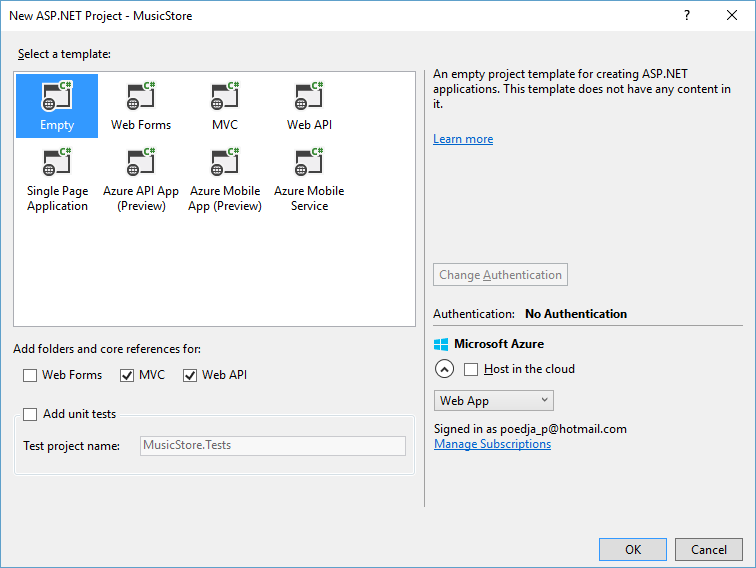 New ASP.NET Project - MusicStore
?
Select a template:
C#
C#
C#
C#
Empty
Web Forms
MVC
Web API
C#
C#
C#
C#
Single Page
Application
Azure API App
(Preview)
Azure Mobile
App (Preview)
Azure Mobile
Service
Add folders and core references for:
Web Forms
MVC
Web API
Add unit tests
Test project name:
MusicStore.Tests
An empty project template for creating ASP.NET
applications. This template does not have any content in
it.
Learn more
Change Authentication
Authentication: No Authentication
Microsoft Azure
Host in the cloud
Web App
Signed in as poedja_p@hotmail.com
Manage Subscriptions
OK
Cancel